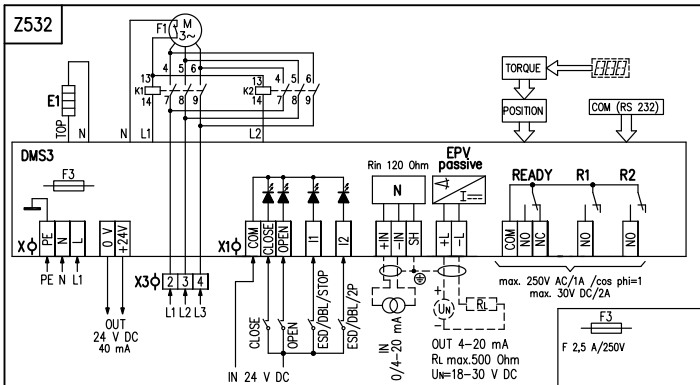 Z532
F1
M
3~
4 5 6
13
K1
14
7 8 9
13
K2
14
4 5 6
7 8 9
TORQUE
POSITION
COM (RS 232)
E1
TOP
N
N
L1
L2
DMS3
F3
Rin 120 Ohm
N
EPV
passive
I
READY
R1
R2
X
PE
N
L
0 V
+24V
X1
COM
CLOSE
OPEN
I1
I2
+IN
-IN
SH
+L
-L
COM
NO
NC
NO
NO
PE N L1
X3
2 3 4
L1 L2 L3
OUT
24 V DC
40 mA
CLOSE
OPEN
ESD/DBL/STOP
ESD/DBL/2P
IN 24 V DC
IN
0/4-20 mA
+
UN
-
RL
OUT 4-20 mA
RL max.500 Ohm
UN=18-30 V DC
max. 250V AC/1A /cos phi=1
max. 30V DC/2A
F3
F 2,5 A/250V